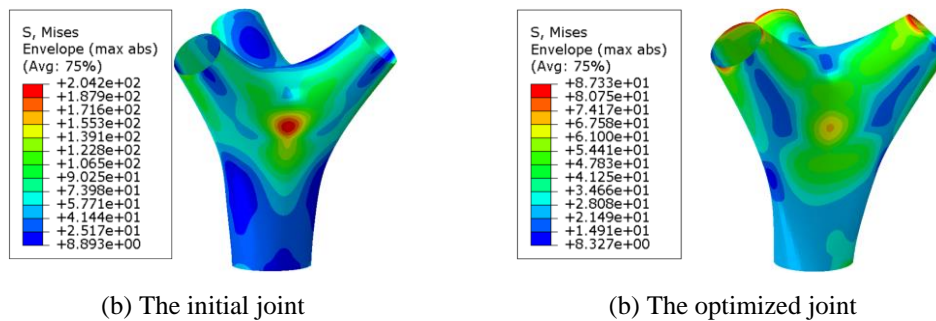 S, Mises
Envelope (max abs)
(Avg: 75%)
+2.042e+02
+1.879e+02
+1.716e+02
+1.553e+02
+1.391e+02
+1.228e+02
+1.065e+02
+9.025e+01
+7.398e+01
+5.771e+01
+4.144e+01
+2.517e+01
+8.893e+00
(b) The initial joint
S, Mises
Envelope (max abs)
(Avg: 75%)
+8.733e+01
+8.075e+01
+7.417e+01
+6.758e+01
+6.100e+01
+5.441e+01
+4.783e+01
+4.125e+01
+3.466e+01
+2.808e+01
+2.149e+01
+1.491e+01
+8.327e+00
(b) The optimized joint